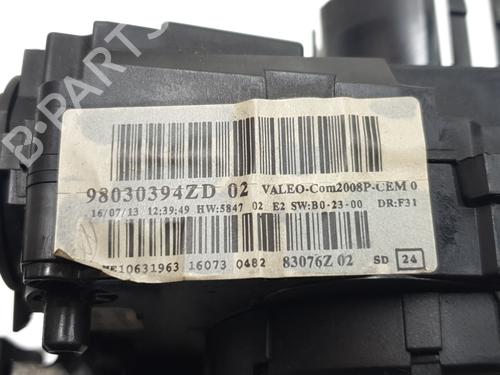 B-PARTS
98030394ZD 02 VALEO-Com2008P-CEM 0
16/07/13 12:39:49 HW:5847 02 E2 SW:B0-23-00 DR:F31
10631963 16073 0482 83076Z 02 SD 24